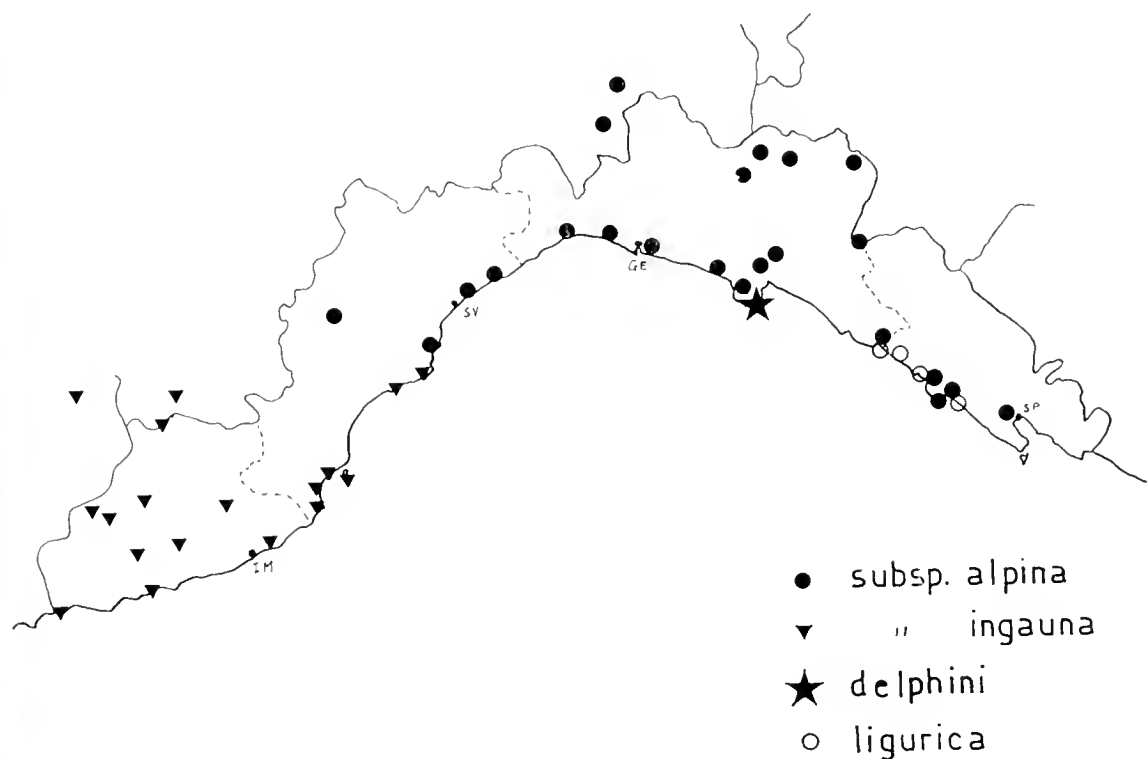 GE
SV
SP
IM
subsp. alpina
" ingauna
delphini
ligurica